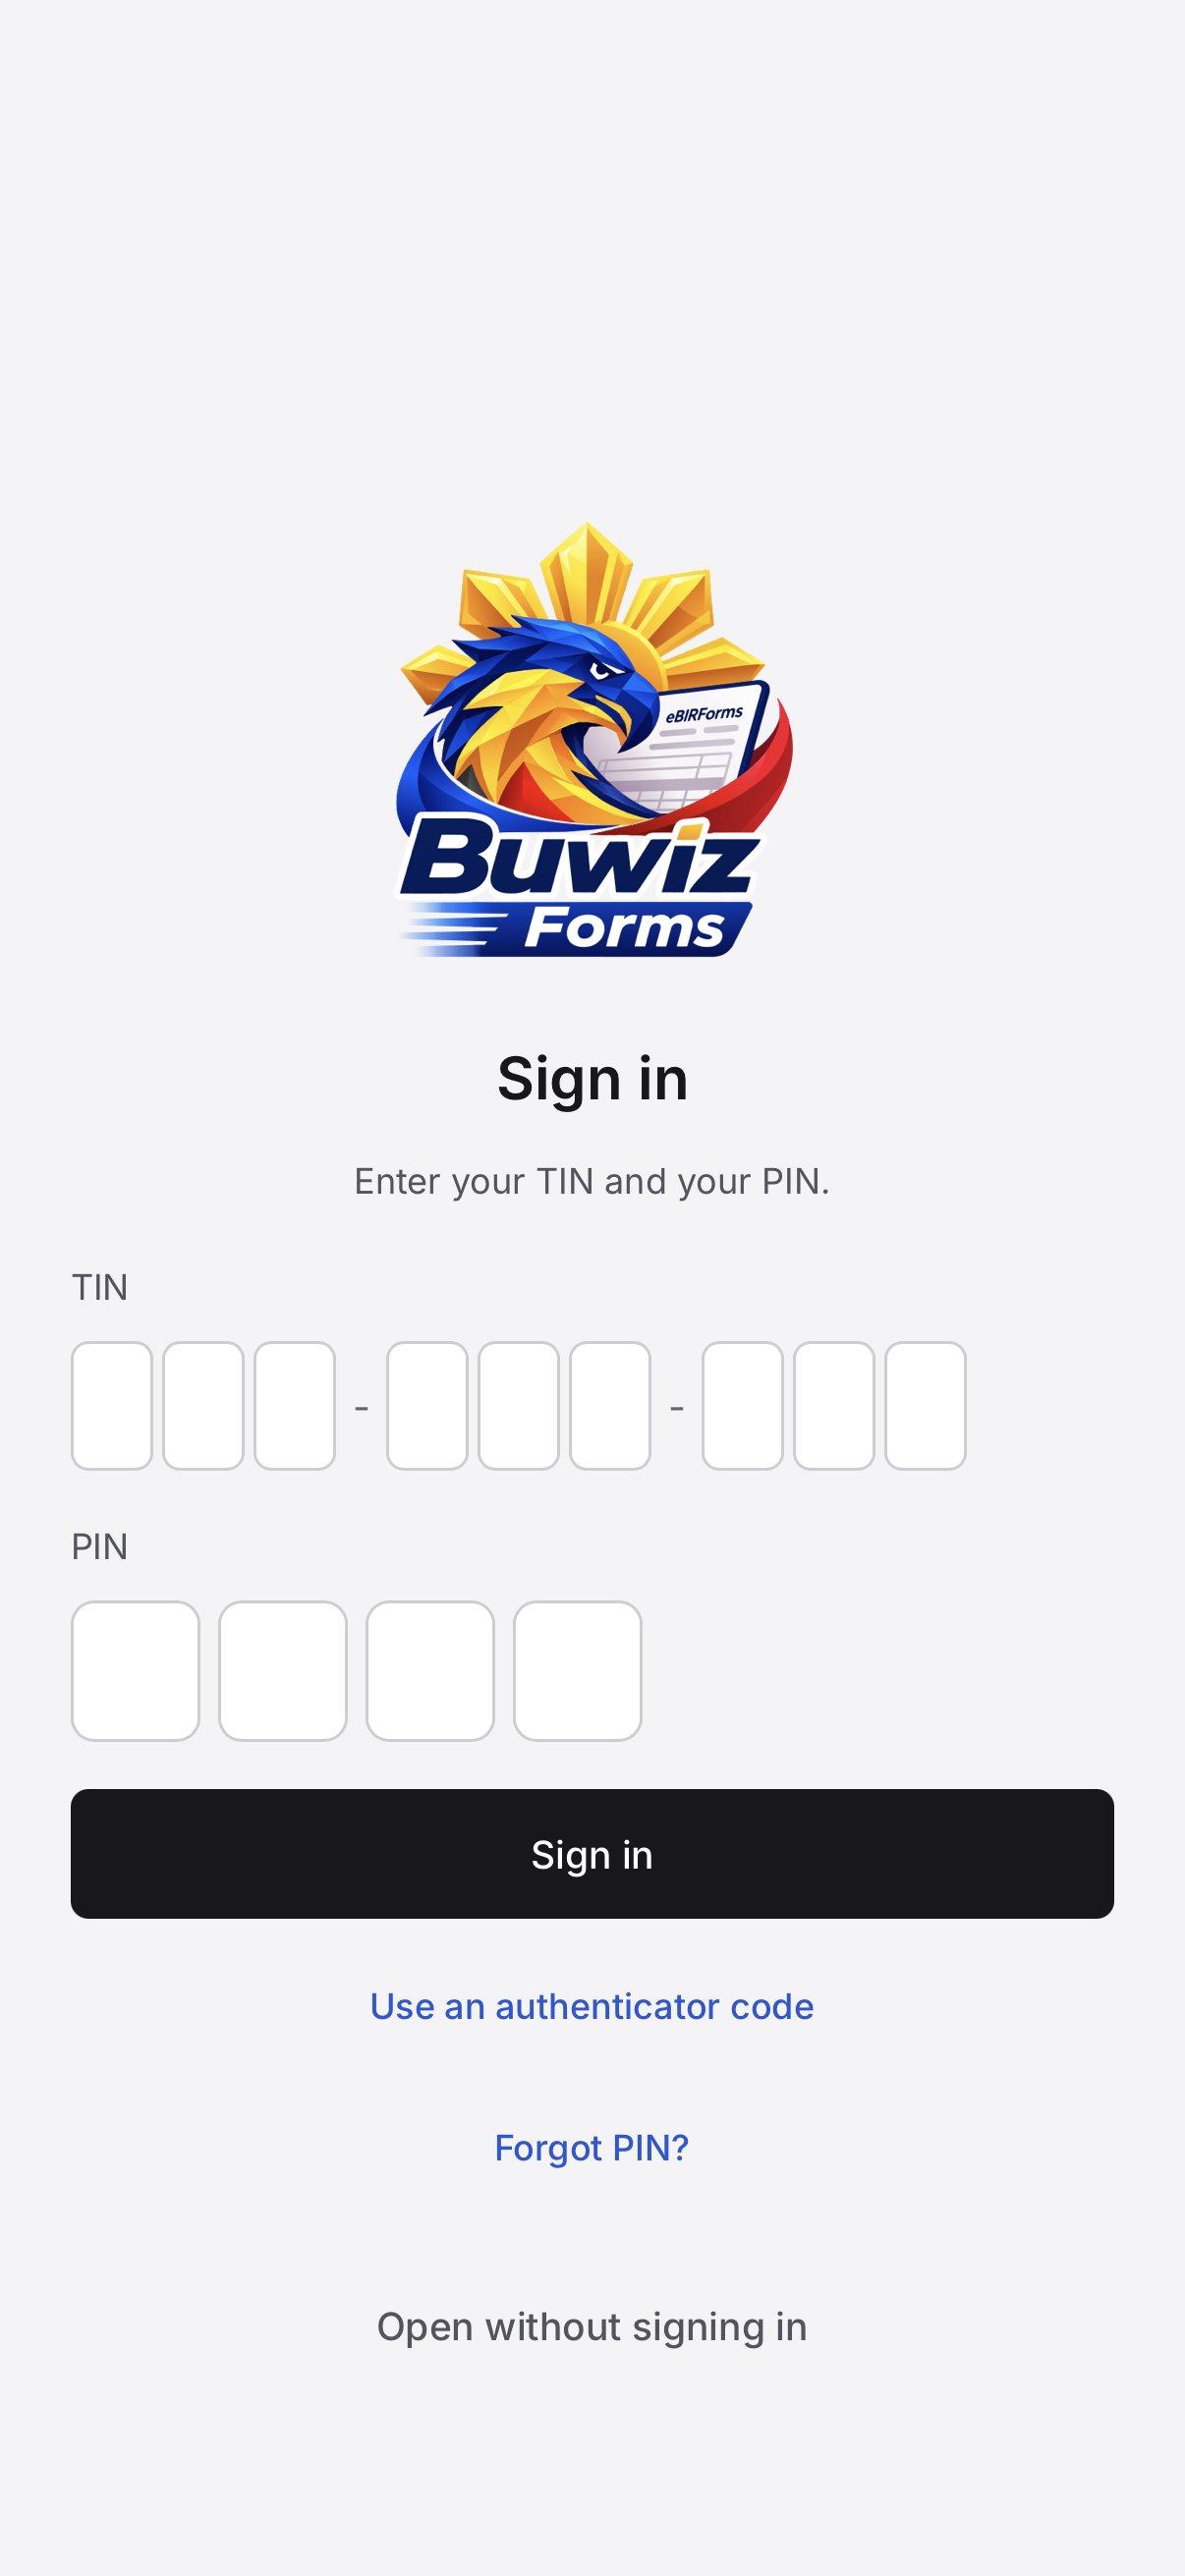 eBIRForms
Buwiz
Forms
Sign in
Enter your TIN and your PIN.
TIN
- -
PIN
Sign in
Use an authenticator code
Forgot PIN?
Open without signing in